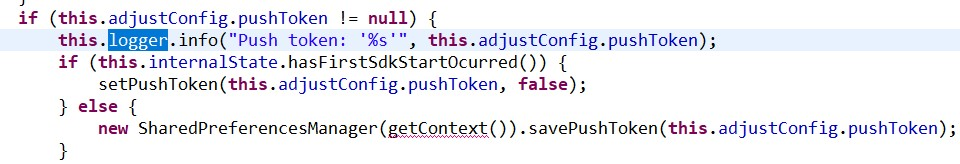 if (this.adjustConfig.pushToken != null) {
this.logger.info("Push token: '%s'", this.adjustConfig.pushToken);
if (this.internalState.hasFirstSdkStartOcurred()) {
setPushToken(this.adjustConfig.pushToken, false);
} else {
new SharedPreferencesManager(getContext()).savePushToken(this.adjustConfig.pushToken);
}